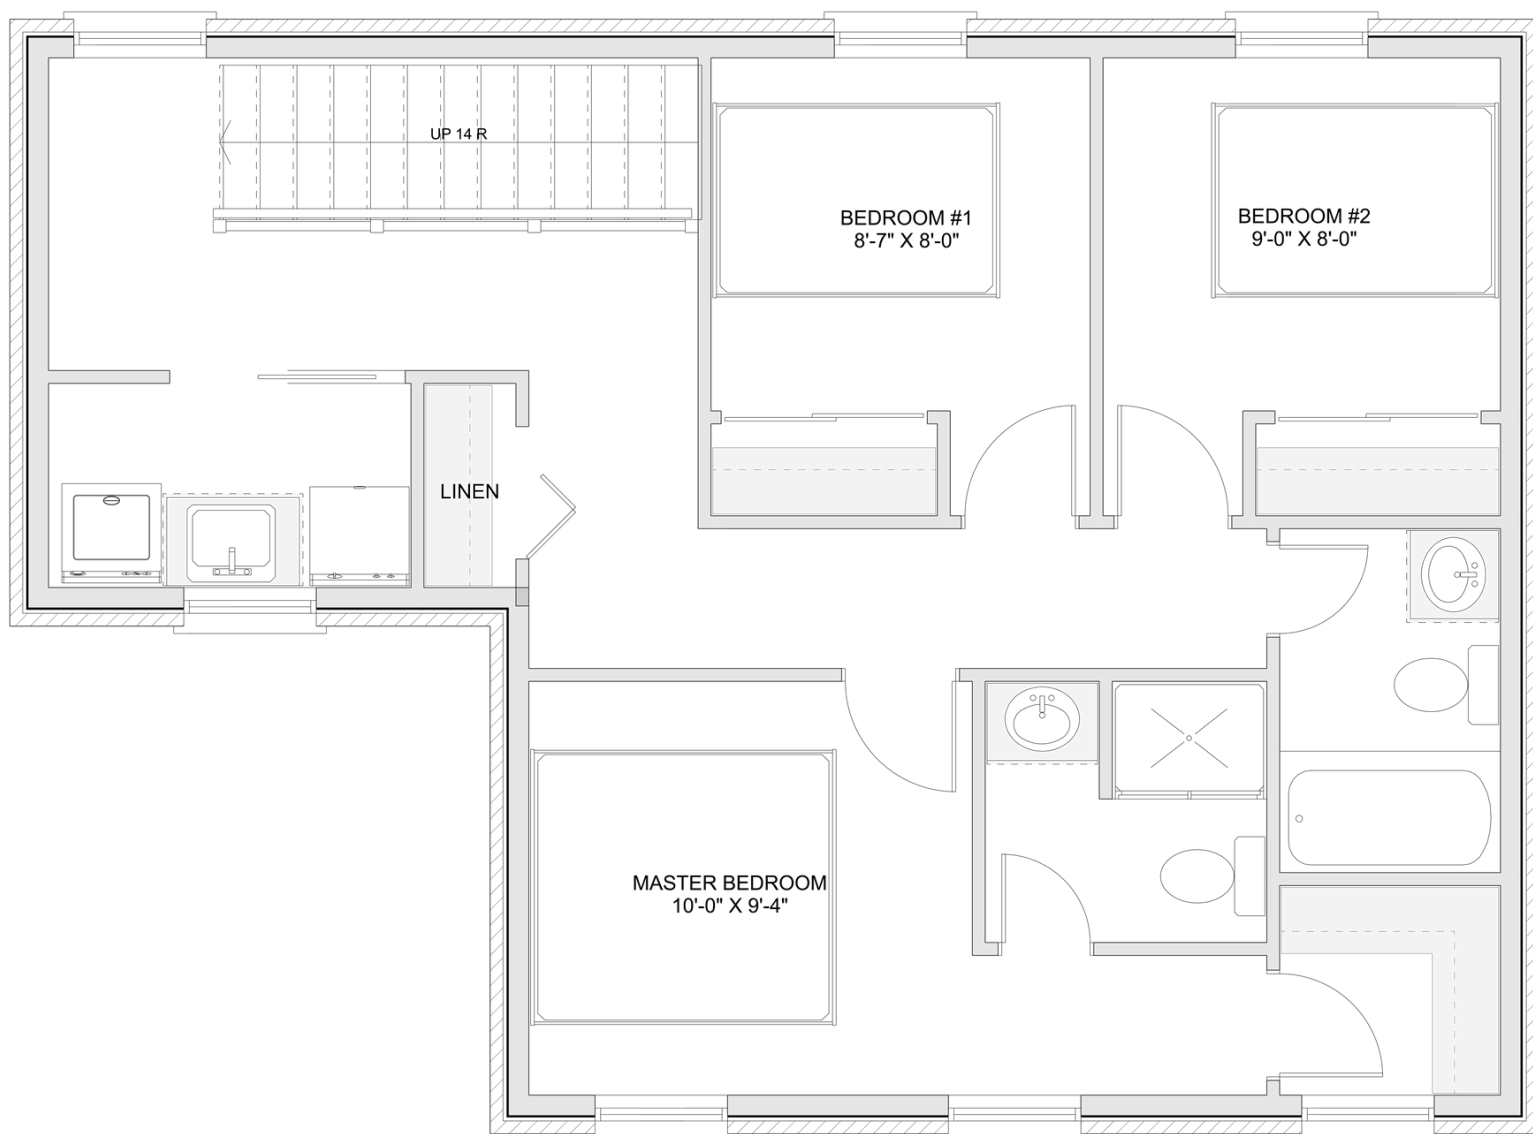 UP 14 R
BEDROOM #1
8'-7" X 8'-0"
BEDROOM #2
9'-0" X 8'-0"
LINEN
MASTER BEDROOM
10'-0" X 9'-4"